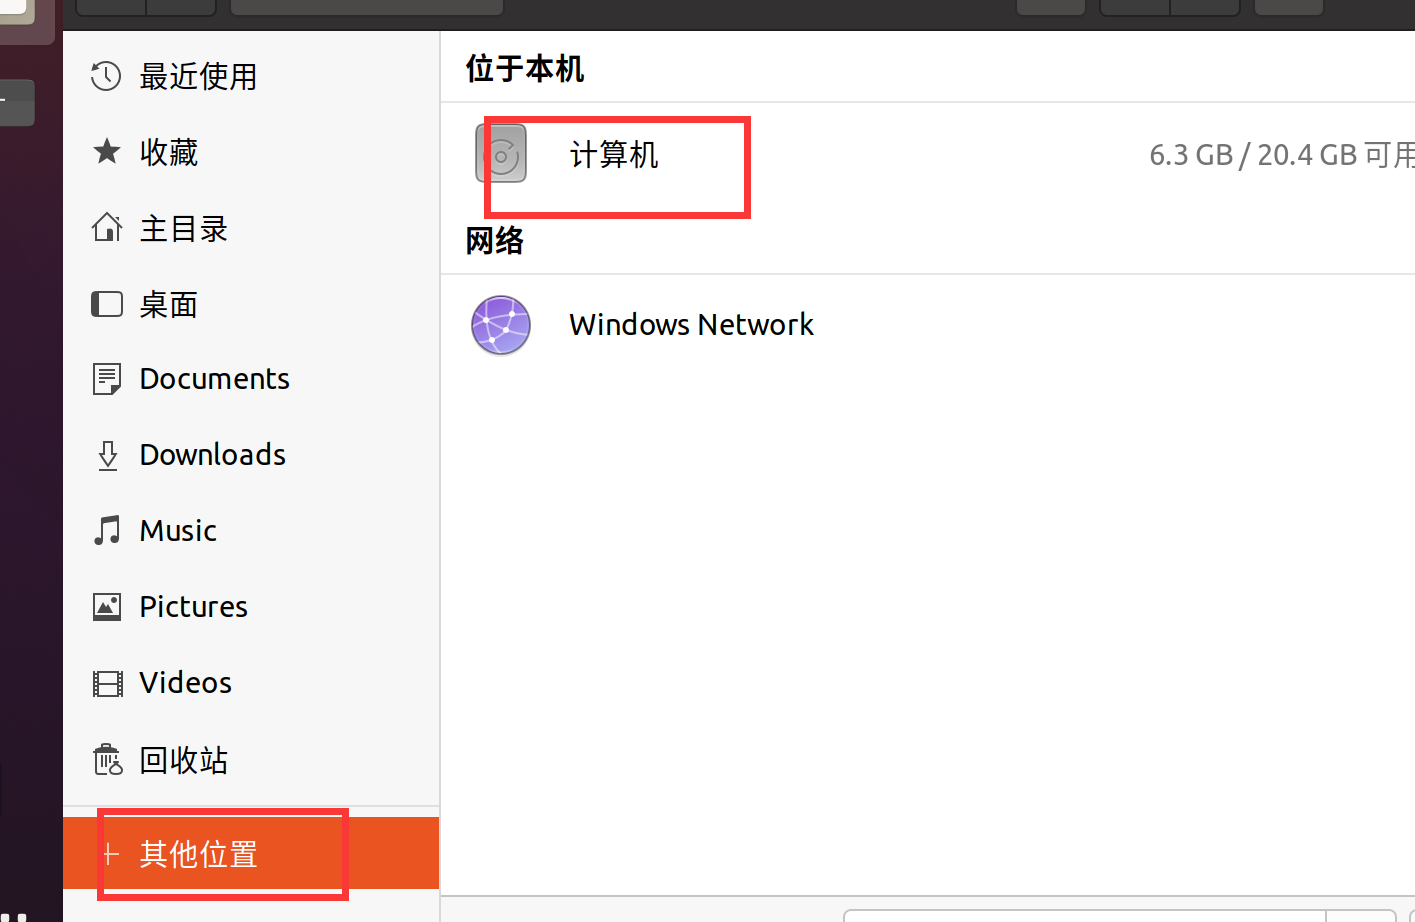 最近使用
收藏
主目录
桌面
Documents
Downloads
Music
Pictures
Videos
回收站
其他位置
位于本机
计算机 6.3 GB / 20.4 GB 可用
网络
Windows Network